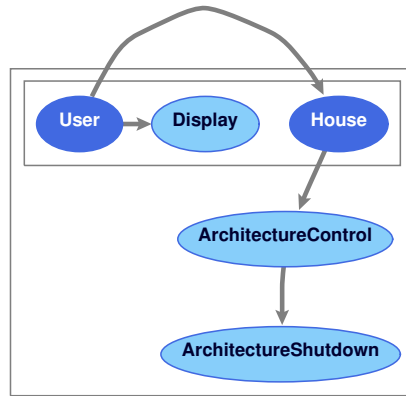 User
Display
House
ArchitectureControl
ArchitectureShutdown